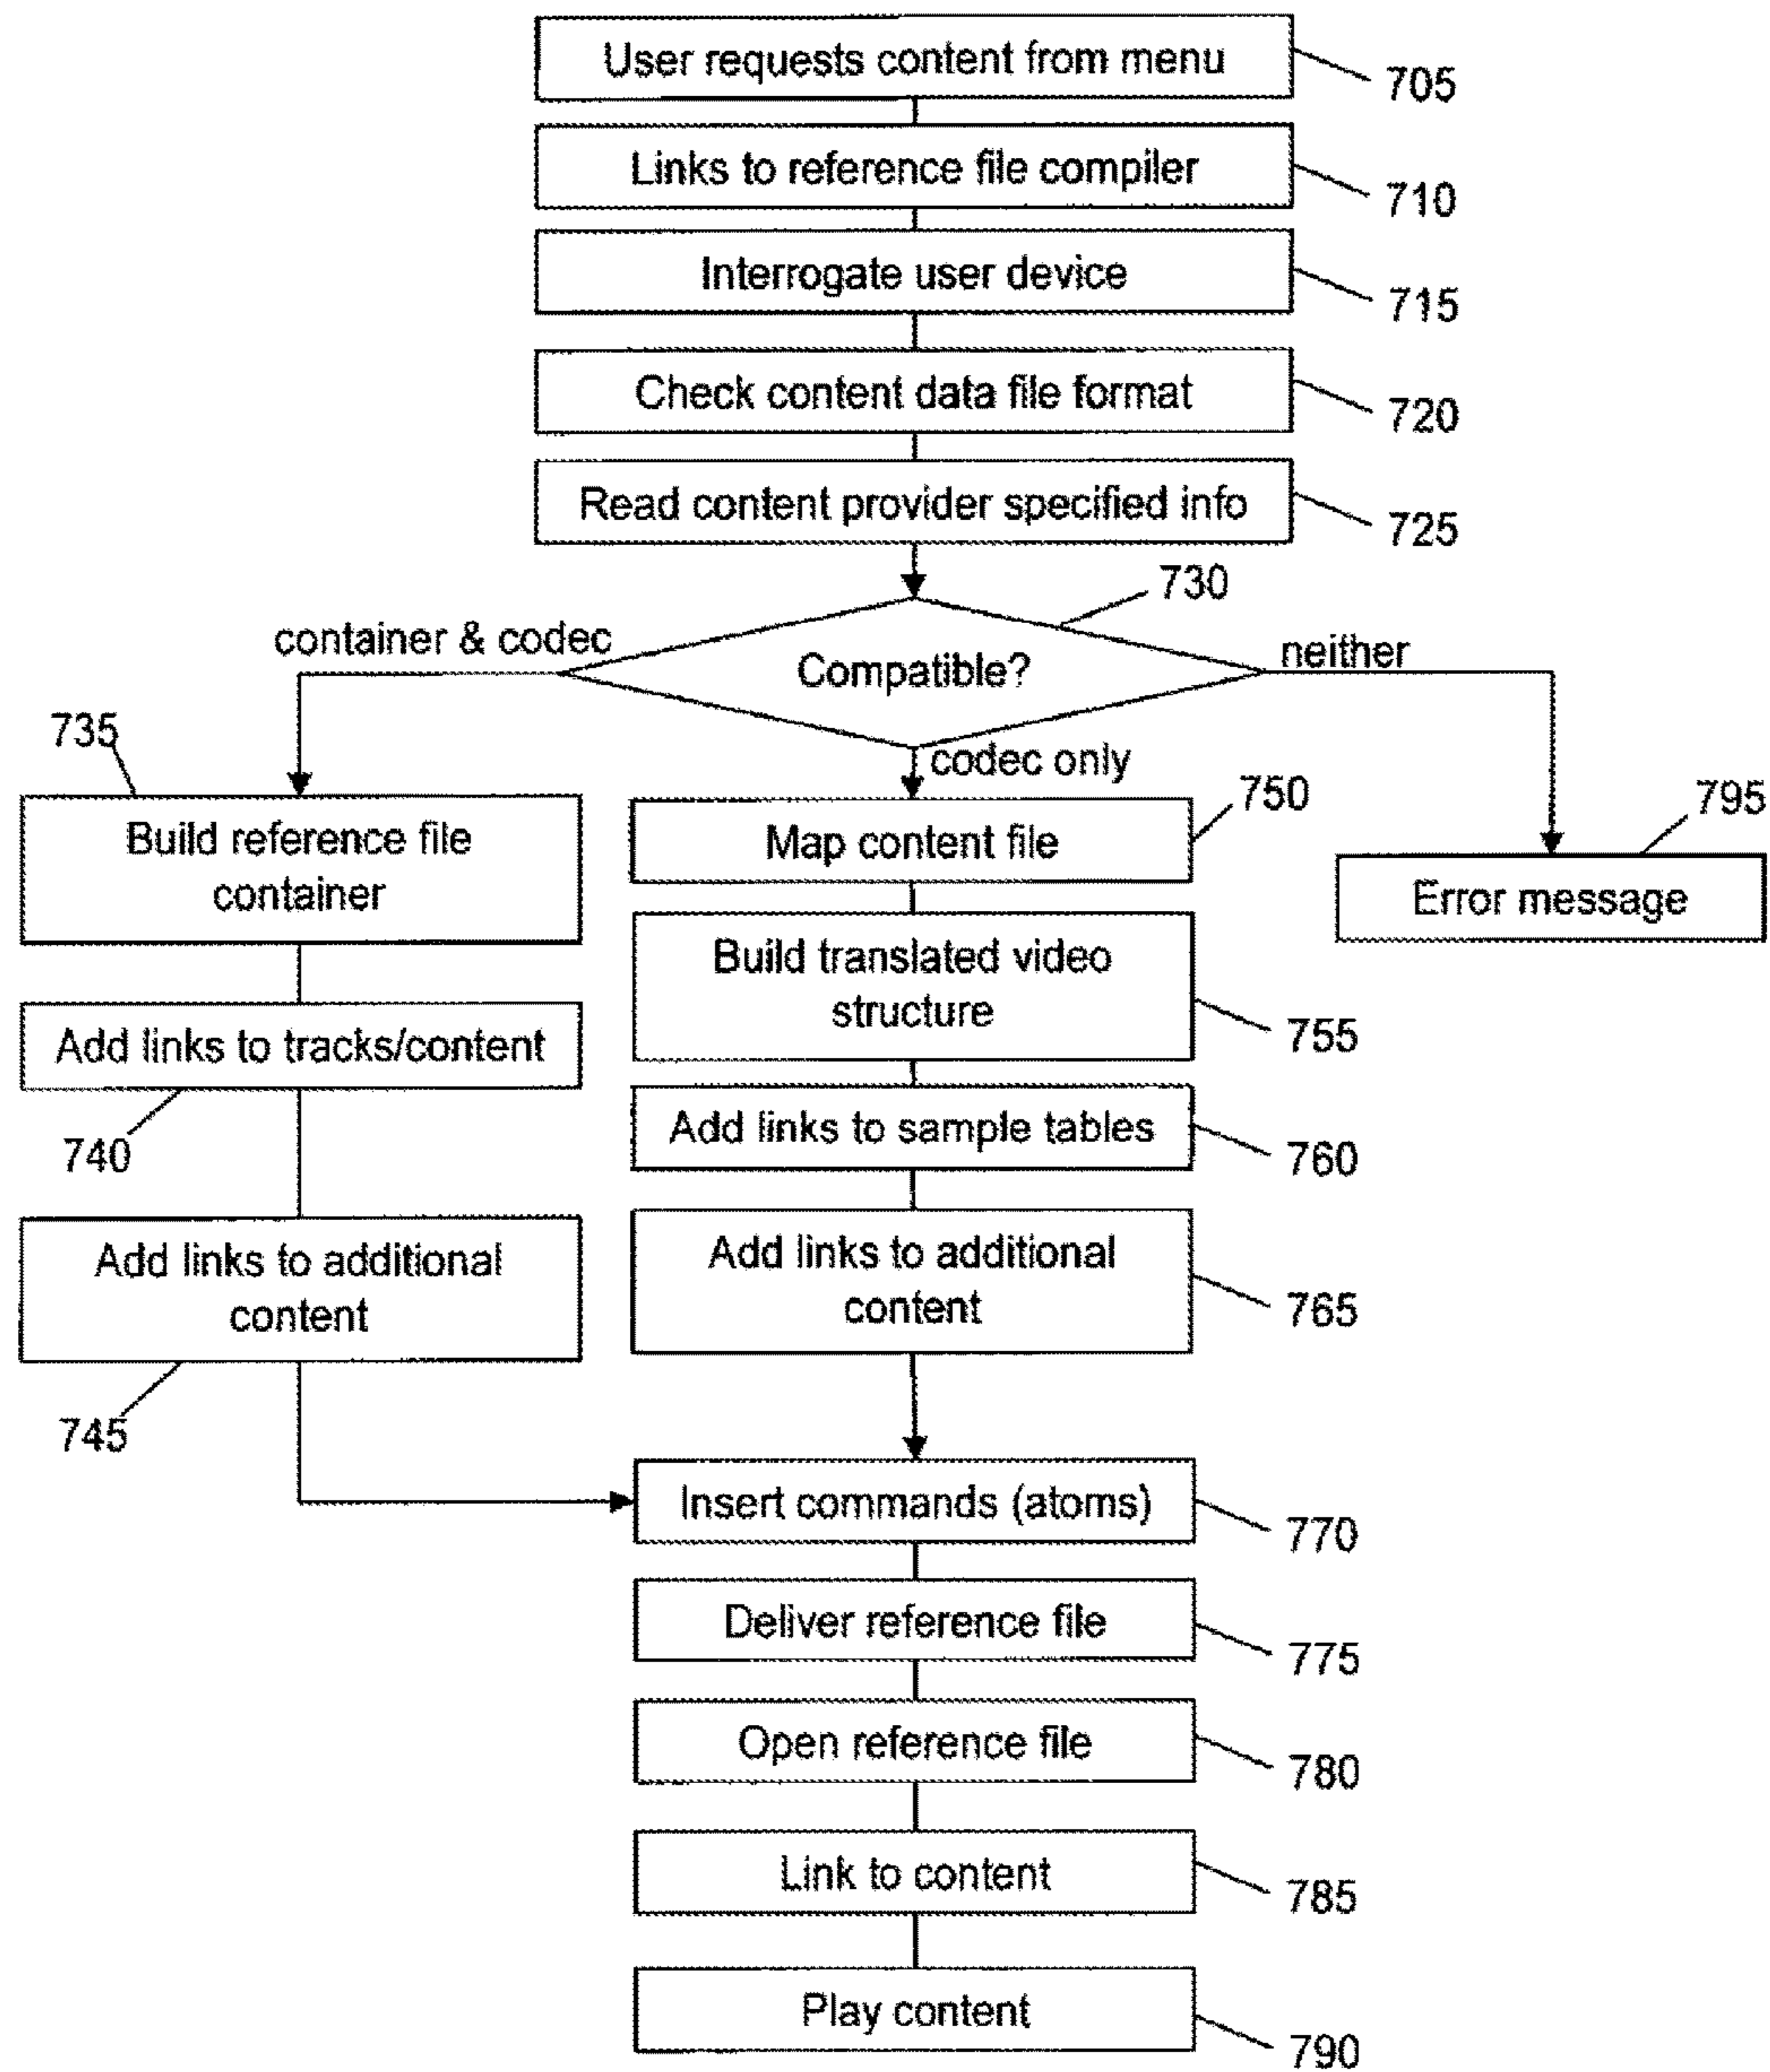 User requests content from menu
705
Links to reference file compiler
710
Interrogate user device
715
Check content data file format
720
Read content provider specified info
725
730
container & codec
Compatible?
neither
codec only
735
Build reference file
container
750
Map content file
795
Error message
Build translated video
structure
755
Add links to tracks/content
740
Add links to sample tables
760
Add links to additional
content
745
Add links to additional
content
765
Insert commands (atoms)
770
Deliver reference file
775
Open reference file
780
Link to content
785
Play content
790